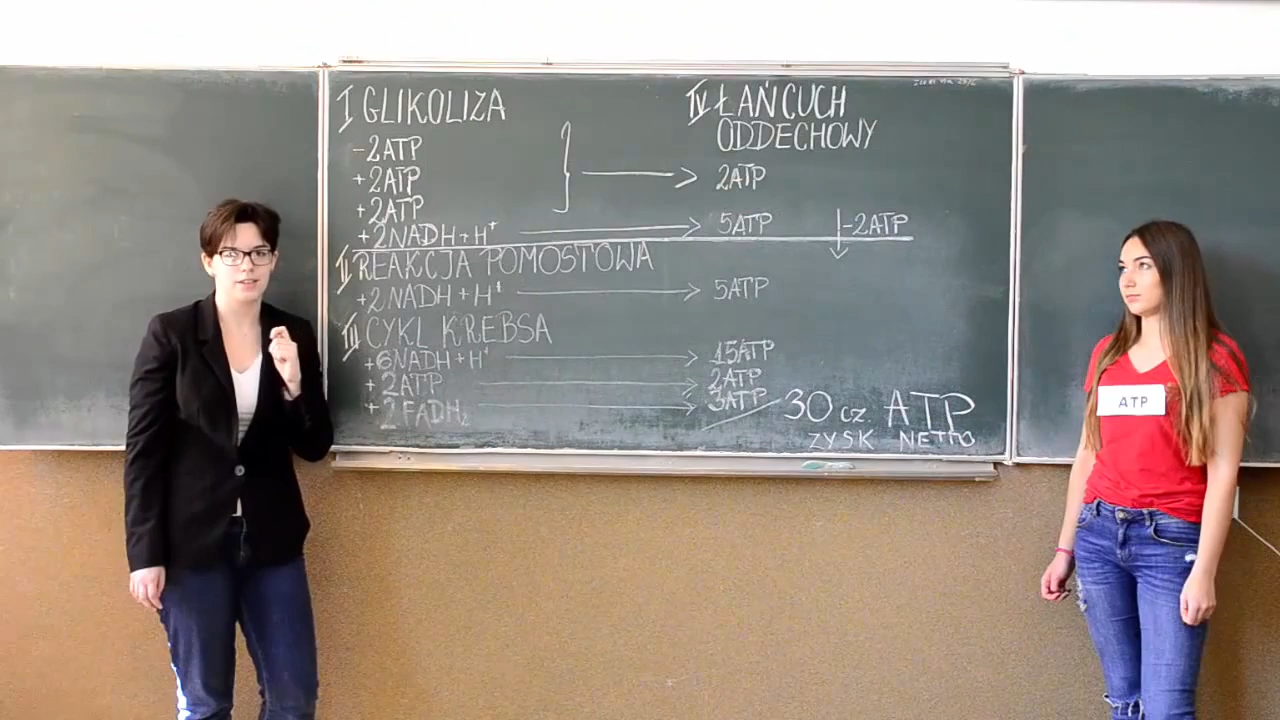 I GLIKOLIZA
-2ATP
+2ATP
+2ATP
+2NADH+H⁺
II REAKCJA POMOSTOWA
+2NADH+H⁺
III CYKL KREBSA
+6NADH+H⁺
+2ATP
+2FADH₂
IV ŁAŃCUCH
ODDECHOWY
2ATP
5ATP
-2ATP
5ATP
15ATP
2ATP
3ATP
30 cz. ATP
ZYSK NETTO
ATP